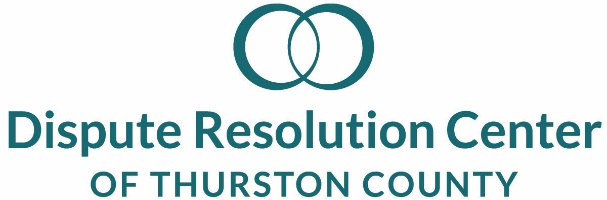 Dispute Resolution Center
OF THURSTON COUNTY